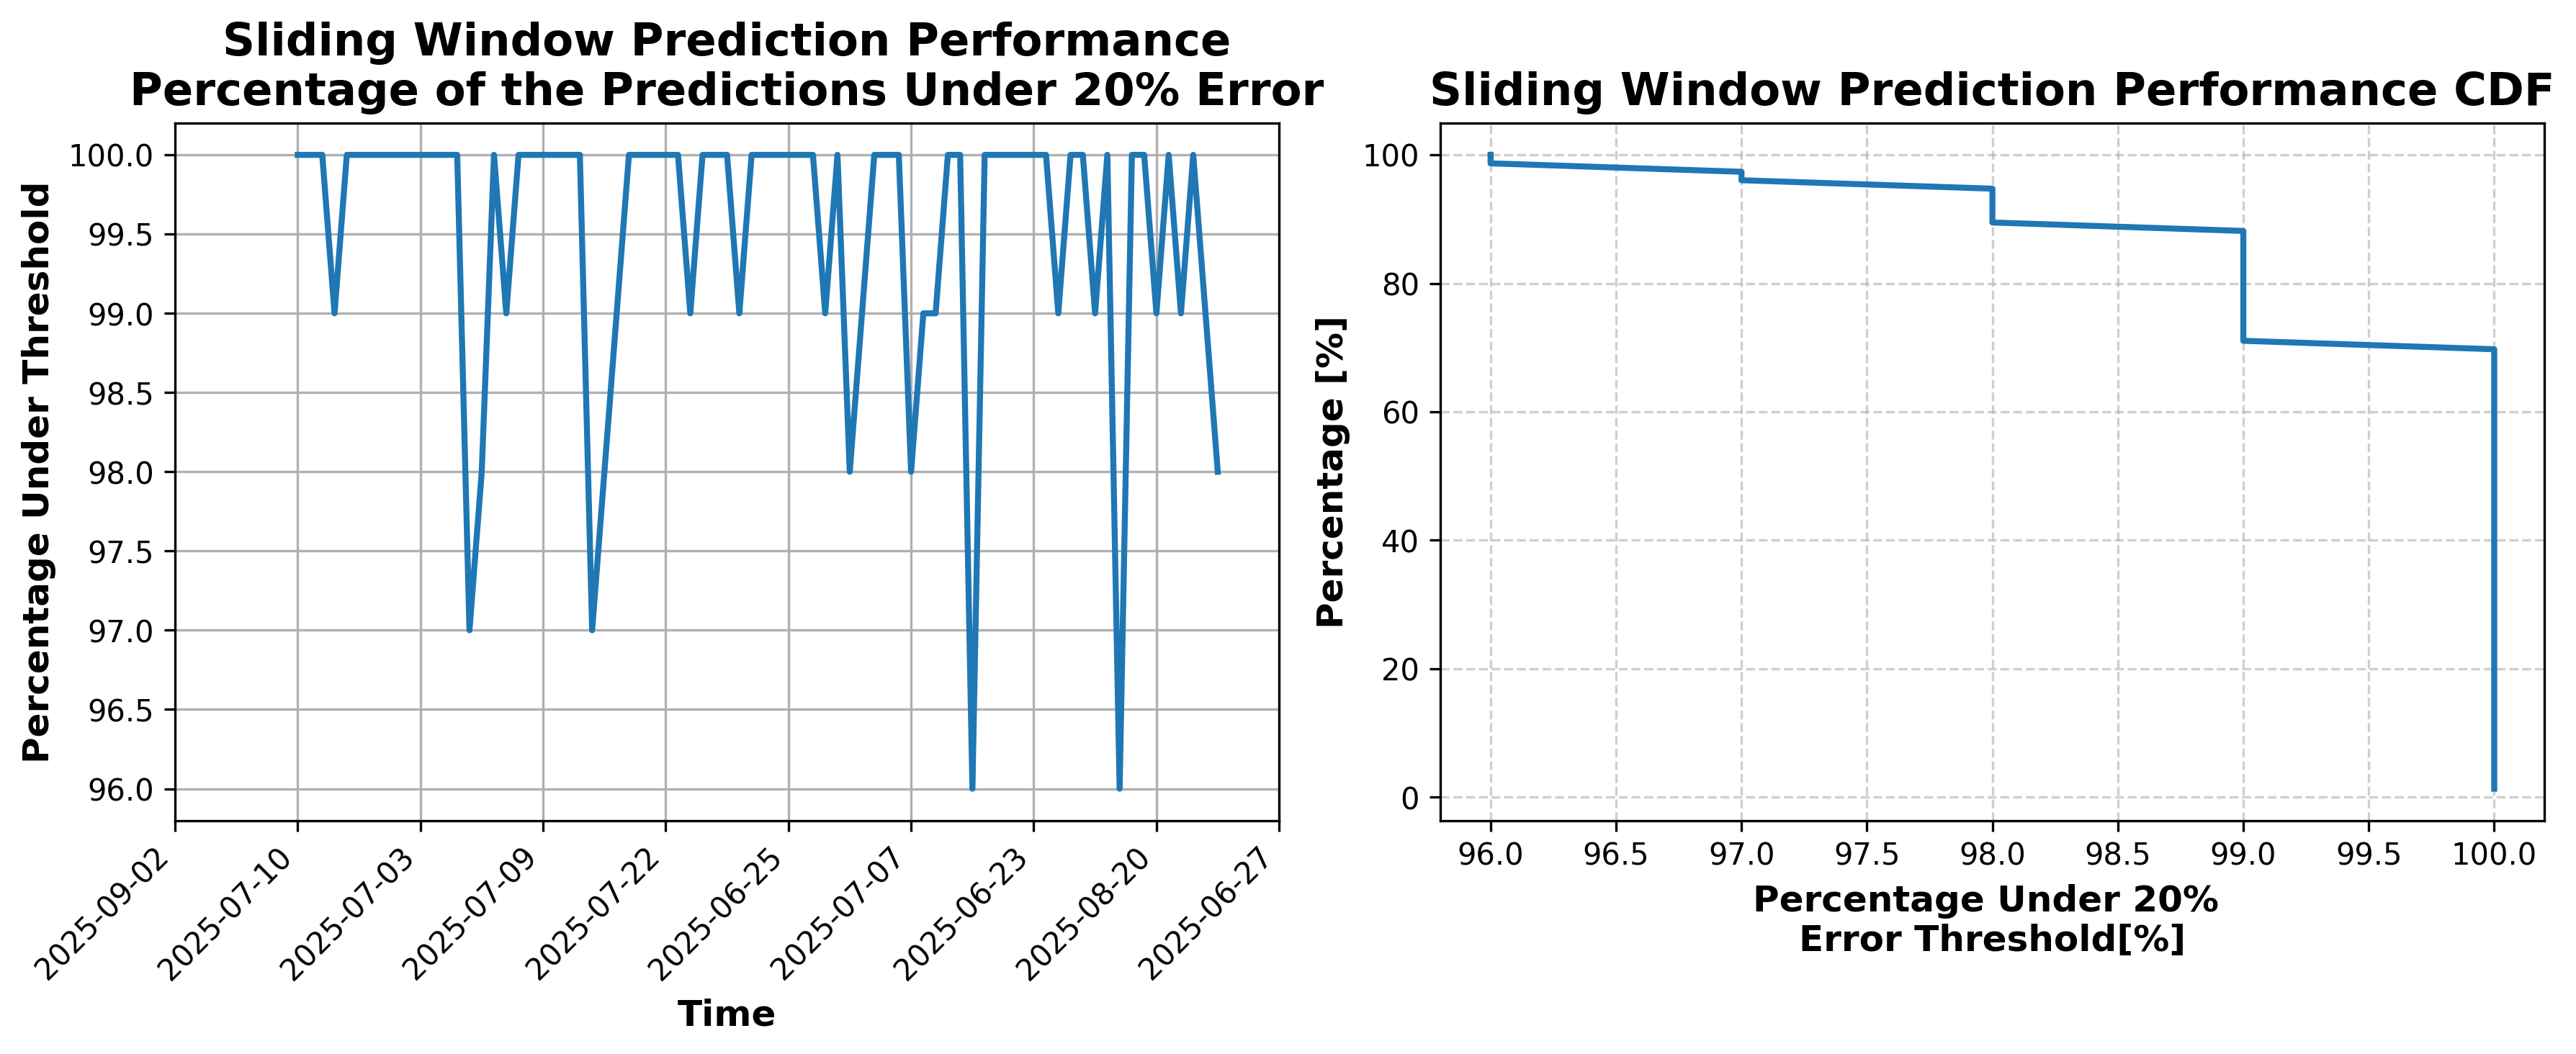 Sliding Window Prediction Performance
Percentage of the Predictions Under 20% Error
Percentage Under Threshold
100.0
99.5
99.0
98.5
98.0
97.5
97.0
96.5
96.0
2025-09-02
2025-07-10
2025-07-03
2025-07-09
2025-07-22
2025-06-25
2025-07-07
2025-06-23
2025-08-20
2025-06-27
Time
Sliding Window Prediction Performance CDF
Percentage [%]
100
80
60
40
20
0
96.0 96.5 97.0 97.5 98.0 98.5 99.0 99.5 100.0
Percentage Under 20%
Error Threshold[%]